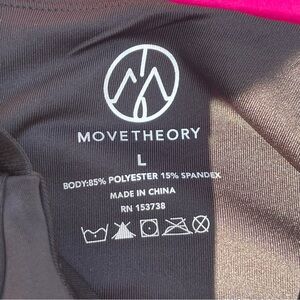 MOVETHEORY
L
BODY:85% POLYESTER 15% SPANDEX
MADE IN CHINA
RN 153738